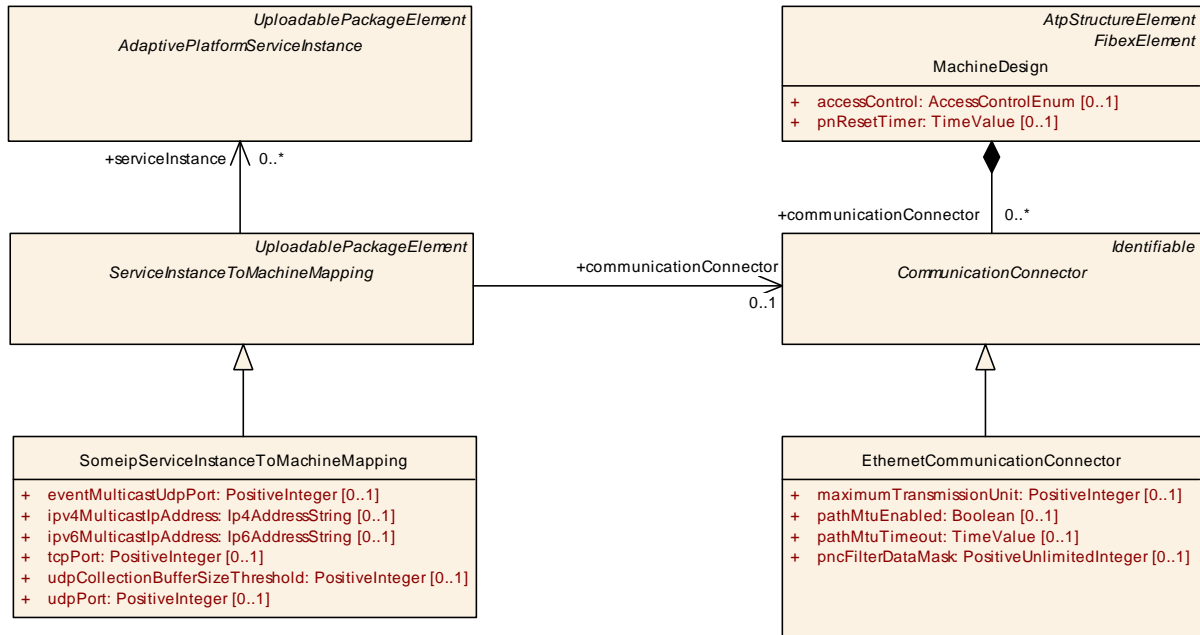 UploadablePackageElement
AdaptivePlatformServiceInstance
AtpStructureElement
FibexElement
MachineDesign
+ accessControl: AccessControlEnum [0..1]
+ pnResetTimer: TimeValue [0..1]
+serviceInstance 0..*
+communicationConnector 0..*
UploadablePackageElement
ServiceInstanceToMachineMapping
+communicationConnector
0..1
Identifiable
CommunicationConnector
SomeipServiceInstanceToMachineMapping
+ eventMulticastUdpPort: PositiveInteger [0..1]
+ ipv4MulticastIpAddress: Ip4AddressString [0..1]
+ ipv6MulticastIpAddress: Ip6AddressString [0..1]
+ tcpPort: PositiveInteger [0..1]
+ udpCollectionBufferSizeThreshold: PositiveInteger [0..1]
+ udpPort: PositiveInteger [0..1]
EthernetCommunicationConnector
+ maximumTransmissionUnit: PositiveInteger [0..1]
+ pathMtuEnabled: Boolean [0..1]
+ pathMtuTimeout: TimeValue [0..1]
+ pncFilterDataMask: PositiveUnlimitedInteger [0..1]